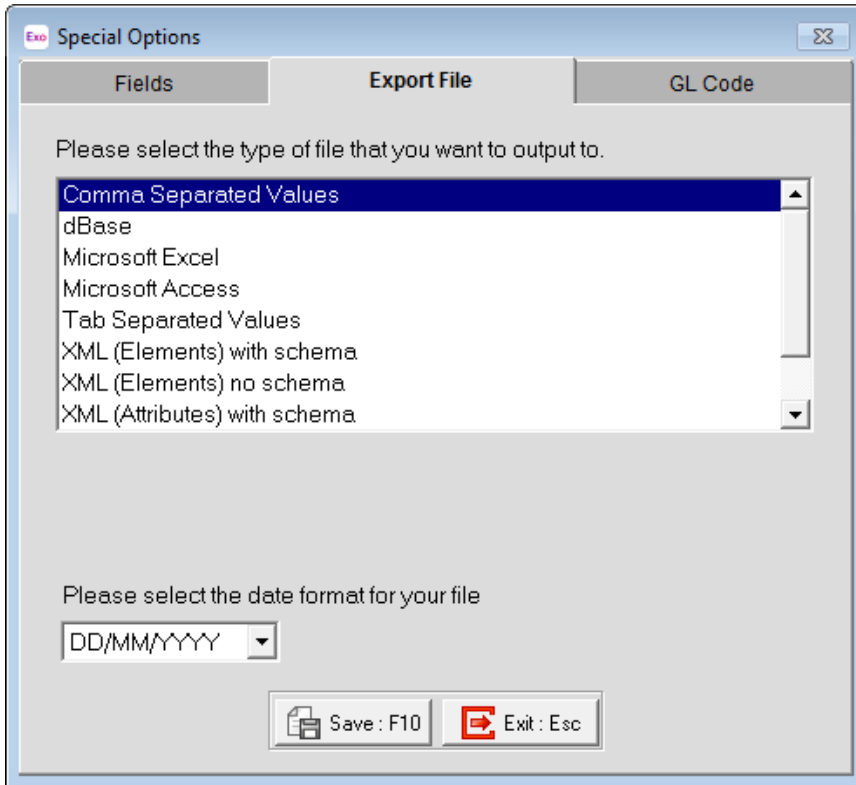 Exo Special Options
Fields Export File GL Code
Please select the type of file that you want to output to.
Comma Separated Values
dBase
Microsoft Excel
Microsoft Access
Tab Separated Values
XML (Elements) with schema
XML (Elements) no schema
XML (Attributes) with schema
Please select the date format for your file
DD/MM/YYYY
Save : F10 Exit : Esc